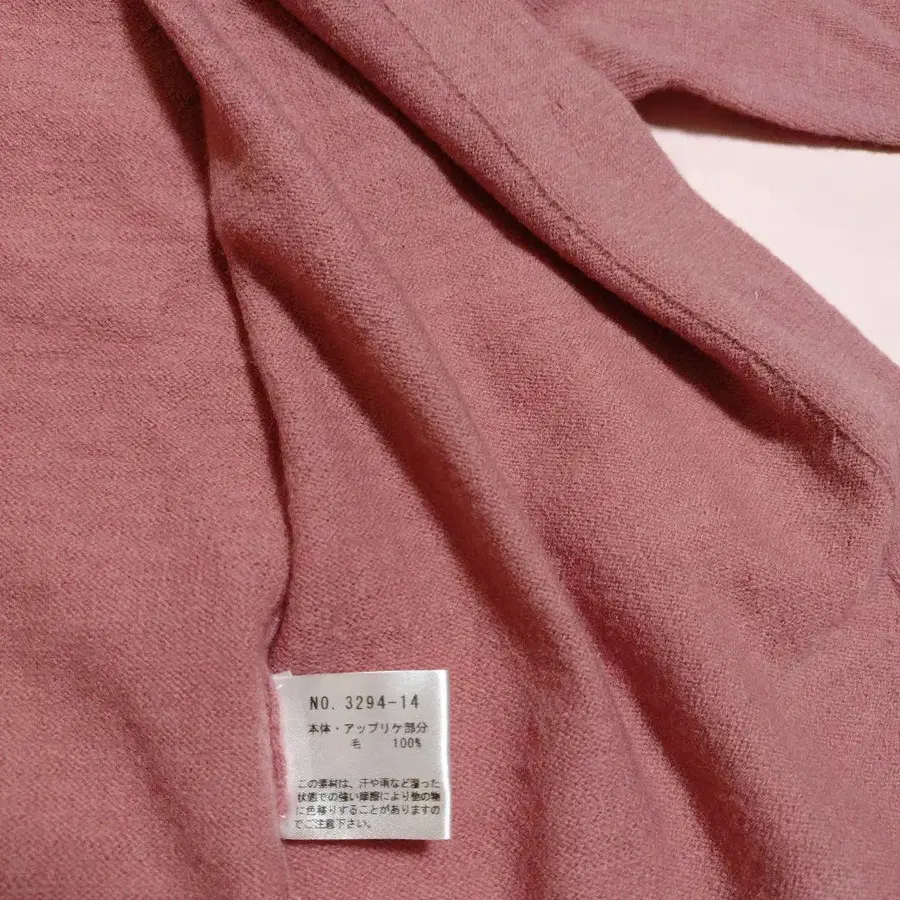 NO. 3294-14
本体・アップリケ部分
毛 100%
この素材は、汗や雨など湿った
状態での強い摩擦により他の物
に色移りすることがありますの
でご注意下さい。